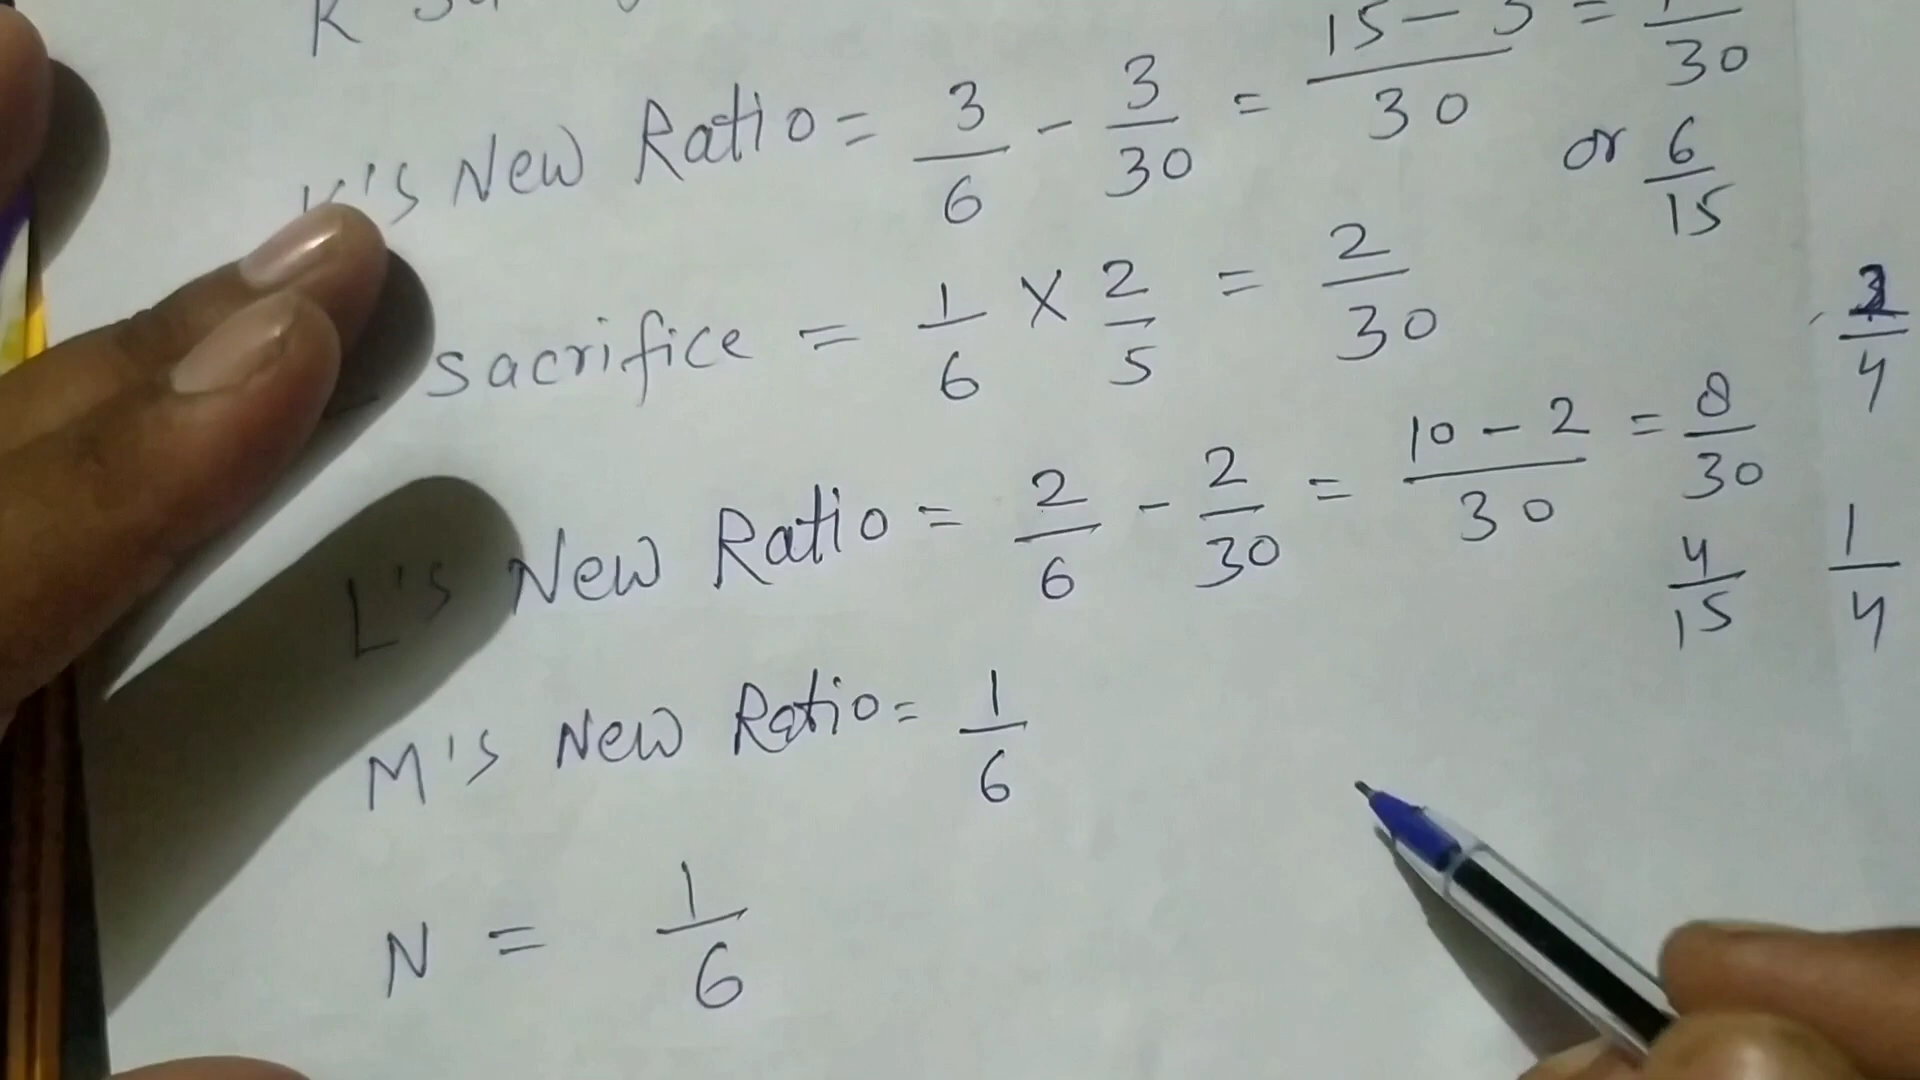 K's New Ratio = 3/6 - 3/30 = 15 - 3/30 = /30
or 6/15
sacrifice = 1/6 X 2/5 = 2/30
L's New Ratio = 2/6 - 2/30 = 10 - 2/30 = 8/30
4/15
M's New Ratio = 1/6
N = 1/6
/4
1/4